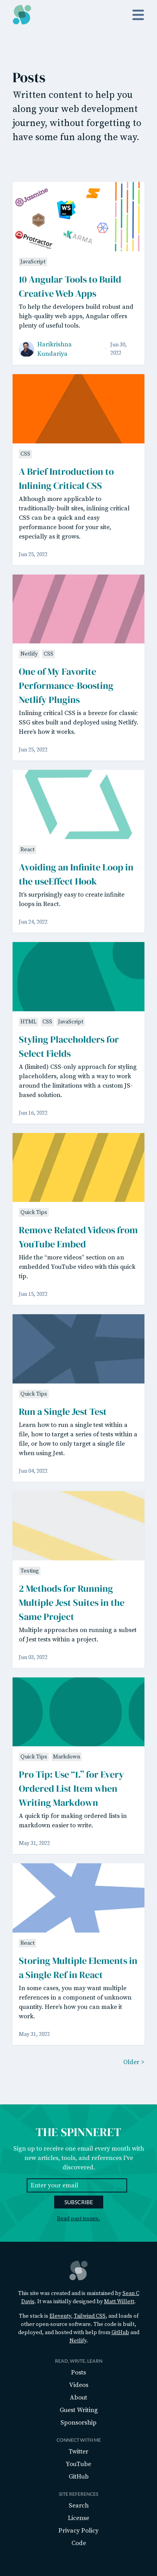 Posts
Written content to help you
along your development
journey, without forgetting to
have some fun along the way.
Jasmine
WS
Protractor
KARMA
JavaScript
10 Angular Tools to Build
Creative Web Apps
To help the developers build robust and
high-quality web apps, Angular offers
plenty of useful tools.
Harikrishna
Kundariya
Jun 30,
2022
CSS
A Brief Introduction to
Inlining Critical CSS
Although more applicable to
traditionally-built sites, inlining critical
CSS can be a quick and easy
performance boost for your site,
especially as it grows.
Jun 25, 2022
Netlify CSS
One of My Favorite
Performance-Boosting
Netlify Plugins
Inlining critical CSS is a breeze for classic
SSG sites built and deployed using Netlify.
Here's how it works.
Jun 25, 2022
React
Avoiding an Infinite Loop in
the useEffect Hook
It's surprisingly easy to create infinite
loops in React.
Jun 24, 2022
HTML CSS JavaScript
Styling Placeholders for
Select Fields
A (limited) CSS-only approach for styling
placeholders, along with a way to work
around the limitations with a custom JS-
based solution.
Jun 16, 2022
Quick Tips
Remove Related Videos from
YouTube Embed
Hide the "more videos" section on an
embedded YouTube video with this quick
tip.
Jun 15, 2022
Quick Tips
Run a Single Jest Test
Learn how to run a single test within a
file, how to target a series of tests within a
file, or how to only target a single file
when using Jest.
Jun 04, 2022
Testing
2 Methods for Running
Multiple Jest Suites in the
Same Project
Multiple approaches on running a subset
of Jest tests within a project.
Jun 03, 2022
Quick Tips Markdown
Pro Tip: Use "1." for Every
Ordered List Item when
Writing Markdown
A quick tip for making ordered lists in
markdown easier to write.
May 31, 2022
React
Storing Multiple Elements in
a Single Ref in React
In some cases, you may want multiple
references in a component of unknown
quantity. Here's how you can make it
work.
May 31, 2022
Older >
THE SPINNERET
Sign up to receive one email every month with
new articles, tools, and references I've
discovered.
Enter your email
SUBSCRIBE
Read past issues.
This site was created and is maintained by Sean C
Davis. It was initially designed by Matt Willett.
The stack is Eleventy, Tailwind CSS, and loads of
other open-source software. The code is built,
deployed, and hosted with help from GitHub and
Netlify.
READ, WRITE, LEARN
Posts
Videos
About
Guest Writing
Sponsorship
CONNECT WITH ME
Twitter
YouTube
GitHub
SITE REFERENCES
Search
License
Privacy Policy
Code